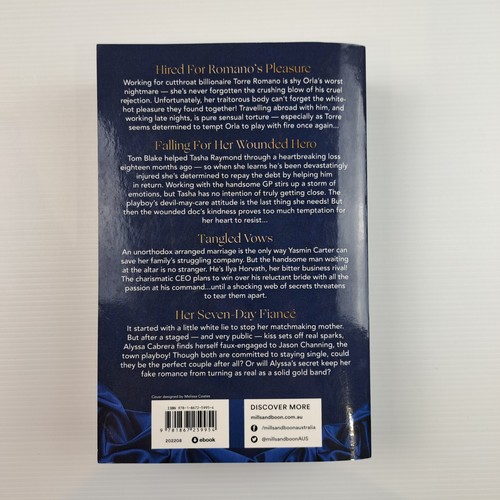 Hired For Romano's Pleasure
Working for cutthroat billionaire Torre Romano is shy Orla's worst
nightmare — she's never forgotten the crushing blow of his cruel
rejection. Unfortunately, her traitorous body can't forget the white-
hot pleasure they found together! Travelling abroad with him, and
working late nights, is pure sensual torture — especially as Torre
seems determined to tempt Orla to play with fire once again...
Falling For Her Wounded Hero
Tom Blake helped Tasha Raymond through a heartbreaking loss
eighteen months ago — so when she learns he's been devastatingly
injured she's determined to repay the debt by helping him
in return. Working with the handsome GP stirs up a storm of
emotions, but Tasha has no intention of truly getting close. The
playboy's devil-may-care attitude is the last thing she needs! But
then the wounded doc's kindness proves too much temptation for
her heart to resist...
Tangled Vows
An unorthodox arranged marriage is the only way Yasmin Carter can
save her family's struggling company. But the handsome man waiting
at the altar is no stranger. He's Ilya Horvath, her bitter business rival!
The charismatic CEO plans to win over his reluctant bride with all the
passion at his command...until a shocking web of secrets threatens
to tear them apart.
Her Seven-Day Fiancé
It started with a little white lie to stop her matchmaking mother.
But after a staged — and very public — kiss sets off real sparks,
Alyssa Cabrera finds herself faux-engaged to Jason Channing, the
town playboy! Though both are committed to staying single, could
they be the perfect couple after all? Or will Alyssa's secret keep her
fake romance from turning as real as a solid gold band?
Cover designed by Melissa Custer
ISBN 978-1-8672-5995-4
9 781867 259954
202208
ebook
DISCOVER MORE
millsandboon.com.au
/millsandboonaustralia
@millsandboonAUS